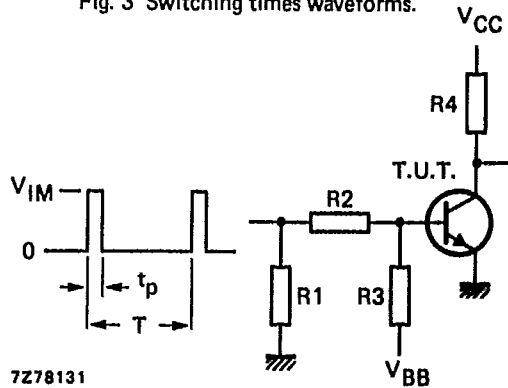 Fig. 3 Switching times waveforms.
VCC
R4
T.U.T.
VIM
R2
0
tp
R1
R3
T
7Z78131
VBB